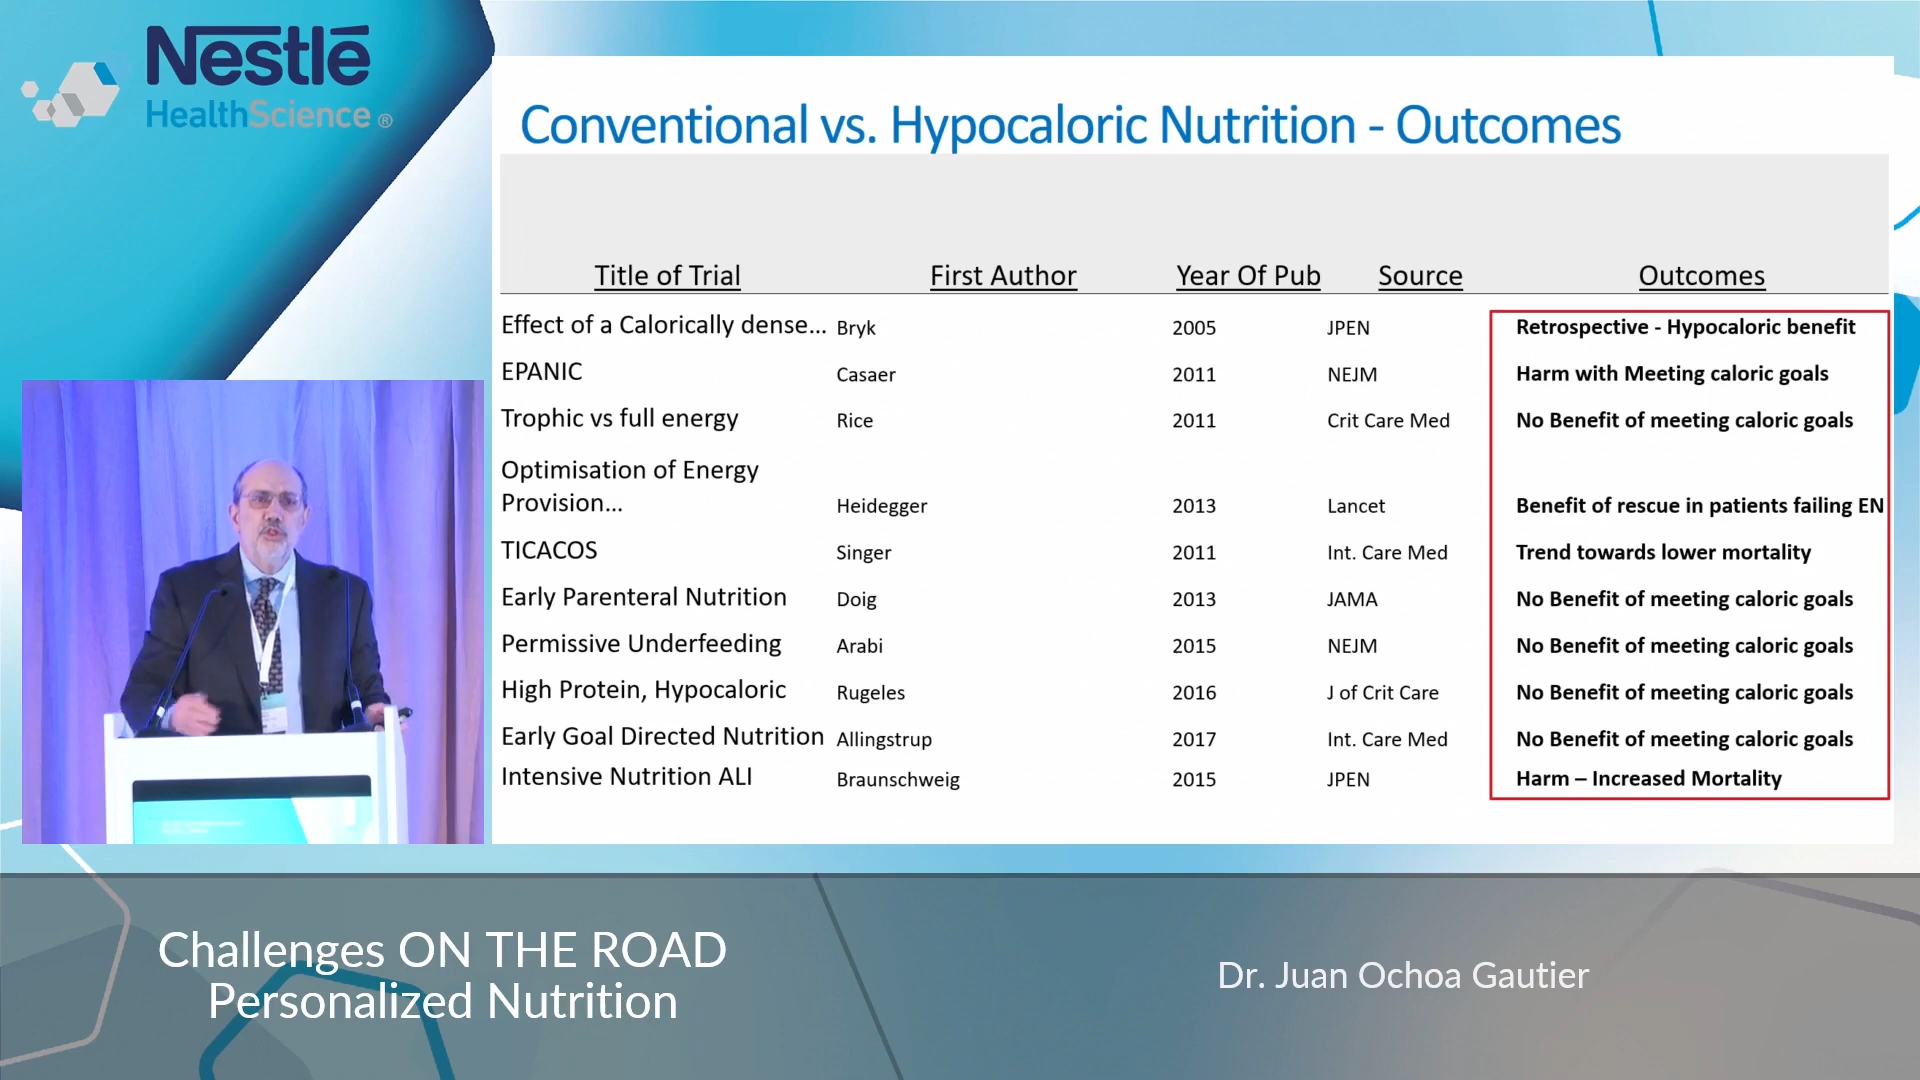 Nestlé
HealthScience ®
Conventional vs. Hypocaloric Nutrition - Outcomes
Title of Trial First Author Year Of Pub Source Outcomes
Effect of a Calorically dense... Bryk 2005 JPEN Retrospective - Hypocaloric benefit
EPANIC Casaer 2011 NEJM Harm with Meeting caloric goals
Trophic vs full energy Rice 2011 Crit Care Med No Benefit of meeting caloric goals
Optimisation of Energy
Provision... Heidegger 2013 Lancet Benefit of rescue in patients failing EN
TICACOS Singer 2011 Int. Care Med Trend towards lower mortality
Early Parenteral Nutrition Doig 2013 JAMA No Benefit of meeting caloric goals
Permissive Underfeeding Arabi 2015 NEJM No Benefit of meeting caloric goals
High Protein, Hypocaloric Rugeles 2016 J of Crit Care No Benefit of meeting caloric goals
Early Goal Directed Nutrition Allingstrup 2017 Int. Care Med No Benefit of meeting caloric goals
Intensive Nutrition ALI Braunschweig 2015 JPEN Harm – Increased Mortality
Challenges ON THE ROAD
Personalized Nutrition
Dr. Juan Ochoa Gautier